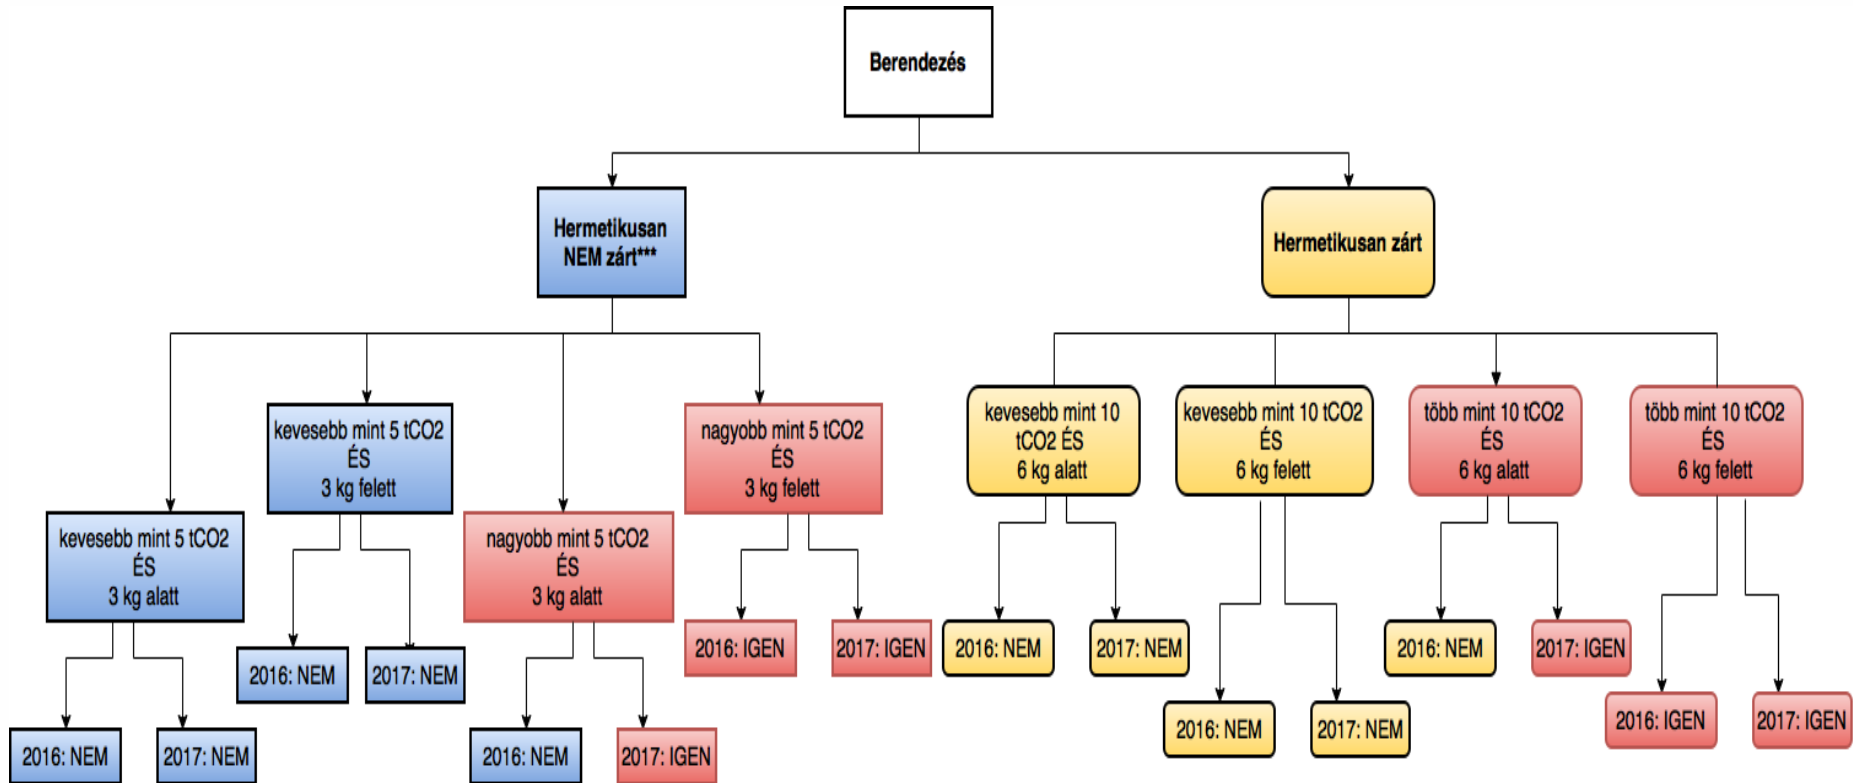 Berendezés
Hermetikusan
NEM zárt***
Hermetikusan zárt
kevesebb mint 5 tCO2
ÉS
3 kg alatt
kevesebb mint 5 tCO2
ÉS
3 kg felett
nagyobb mint 5 tCO2
ÉS
3 kg alatt
nagyobb mint 5 tCO2
ÉS
3 kg felett
kevesebb mint 10
tCO2 ÉS
6 kg alatt
kevesebb mint 10 tCO2
ÉS
6 kg felett
több mint 10 tCO2
ÉS
6 kg alatt
több mint 10 tCO2
ÉS
6 kg felett
2016: NEM
2017: NEM
2016: NEM
2017: NEM
2016: NEM
2017: IGEN
2016: IGEN
2017: IGEN
2016: NEM
2017: NEM
2016: NEM
2017: NEM
2016: NEM
2017: IGEN
2016: IGEN
2017: IGEN